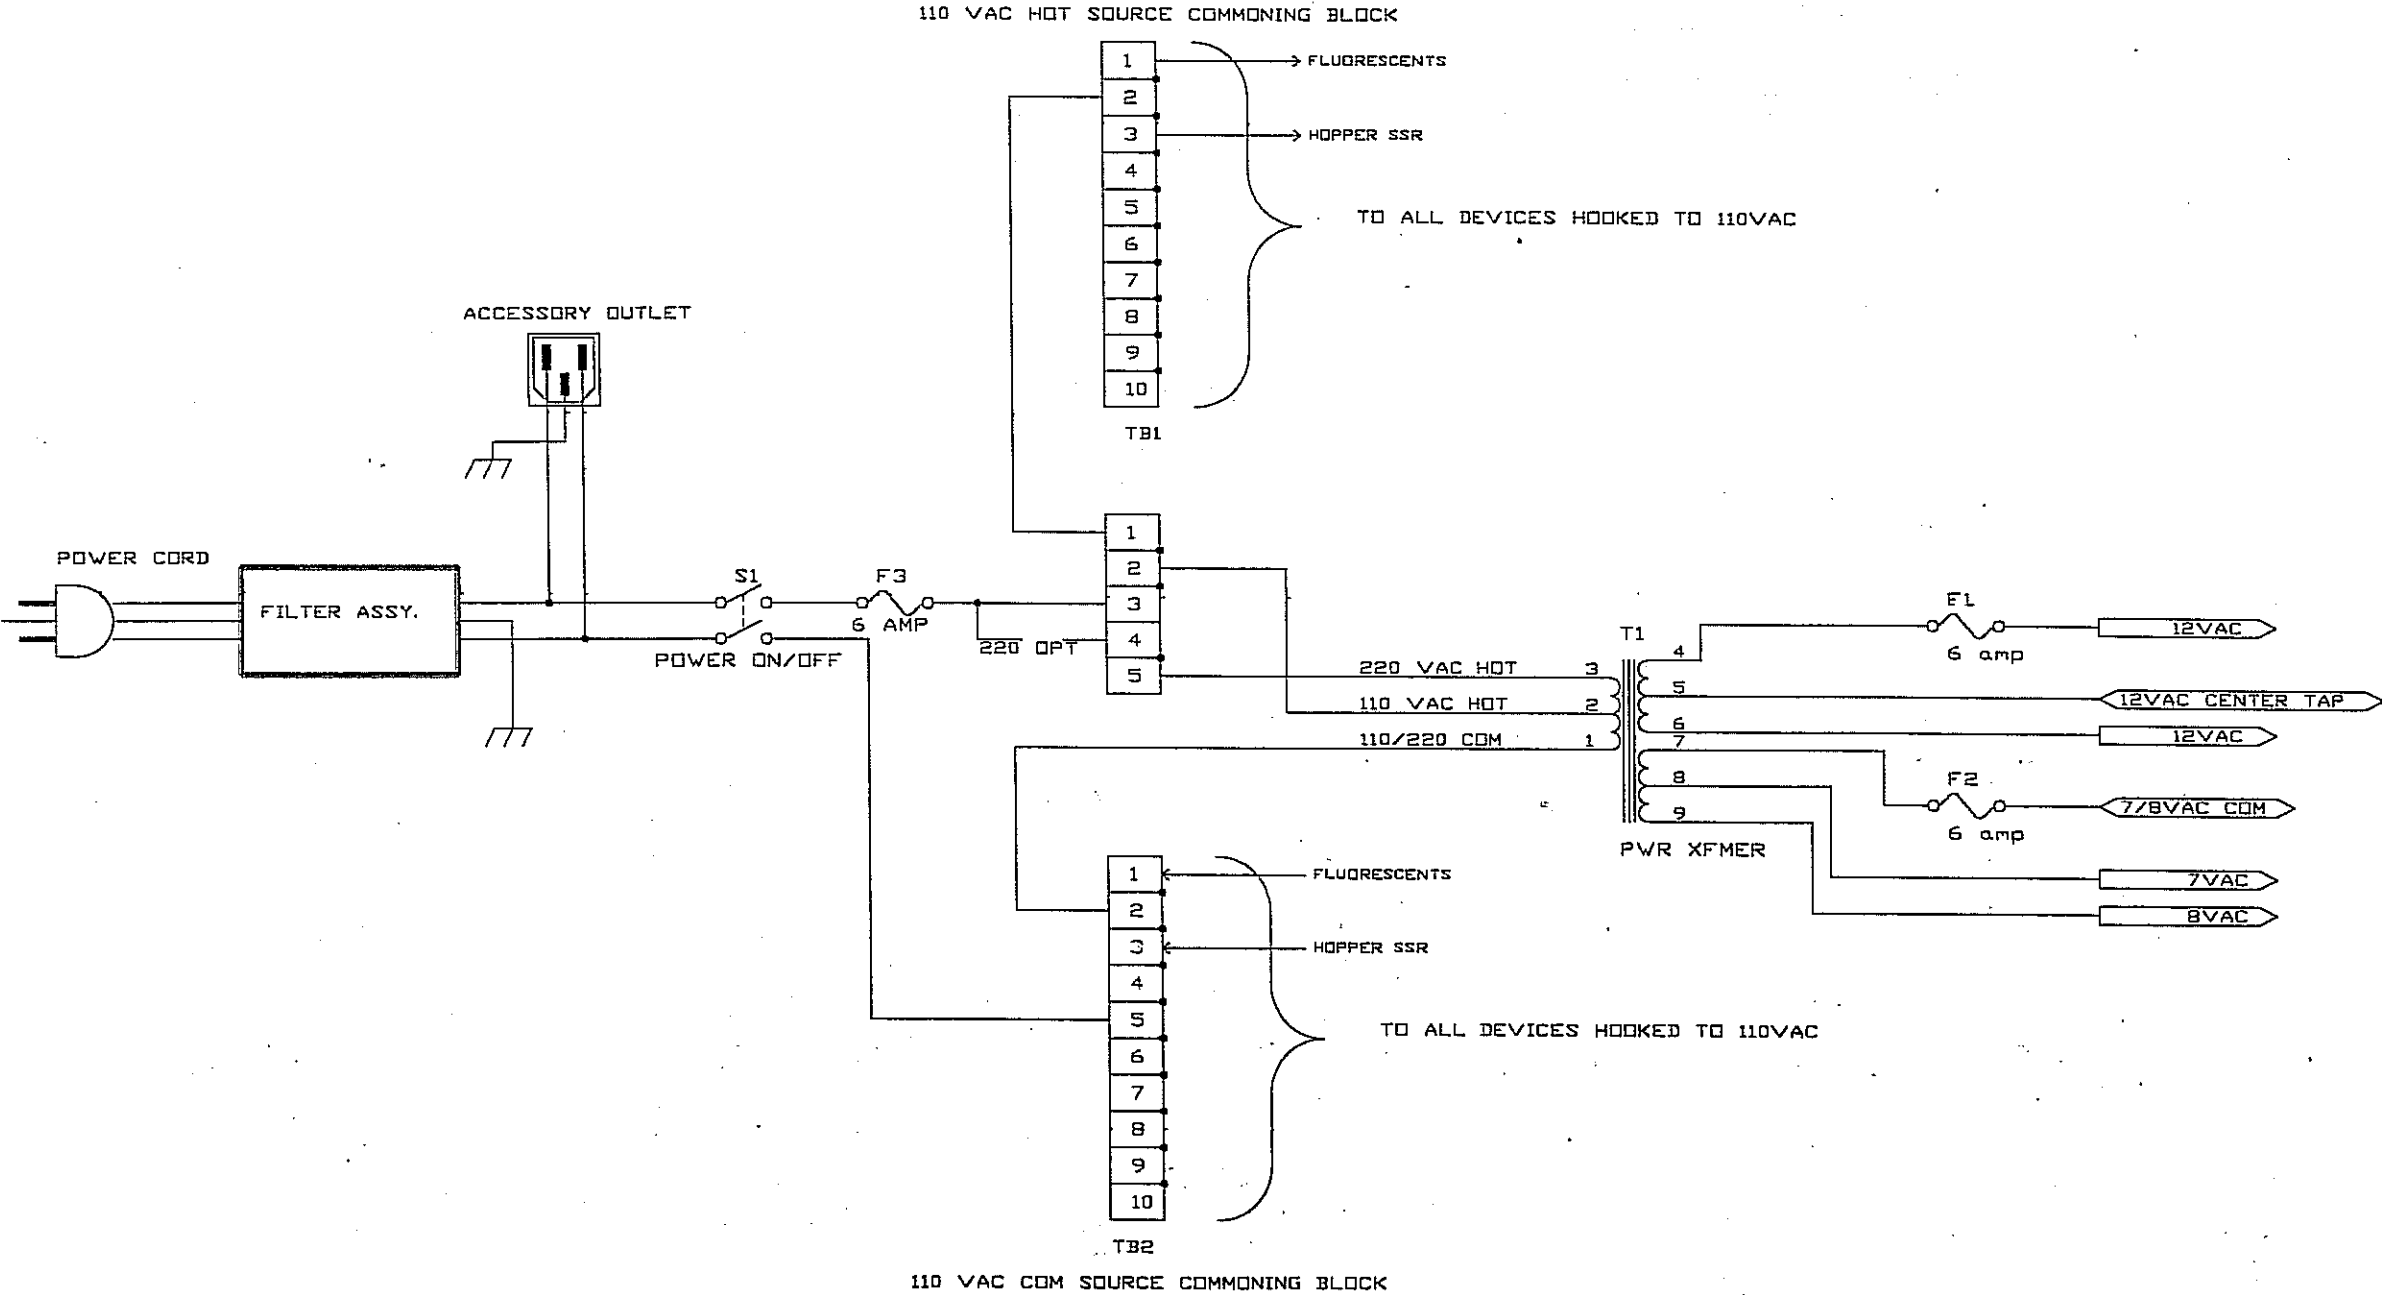 110 VAC HOT SOURCE COMMONING BLOCK
1
FLUORESCENTS
2
3
HOPPER SSR
4
5
6
7
8
9
10
TO ALL DEVICES HOOKED TO 110VAC
TB1
ACCESSORY OUTLET
POWER CORD
FILTER ASSY.
S1
POWER ON/OFF
F3
6 AMP
220 OPT
1
2
3
4
5
220 VAC HOT 3
110 VAC HOT 2
110/220 COM 1
T1
4
5
6
7
8
9
PWR XFMER
F1
6 amp
12VAC
12VAC CENTER TAP
12VAC
F2
6 amp
7/8VAC COM
7VAC
8VAC
1
FLUORESCENTS
2
3
HOPPER SSR
4
5
6
7
8
9
10
TO ALL DEVICES HOOKED TO 110VAC
TB2
110 VAC COM SOURCE COMMONING BLOCK